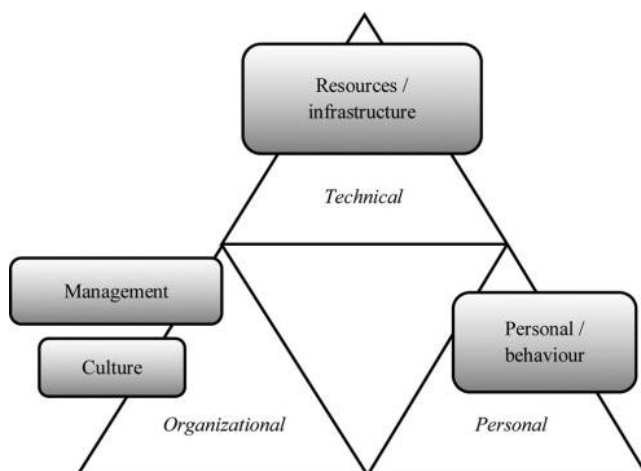 Resources /
infrastructure
Technical
Management
Culture
Personal /
behaviour
Organizational
Personal